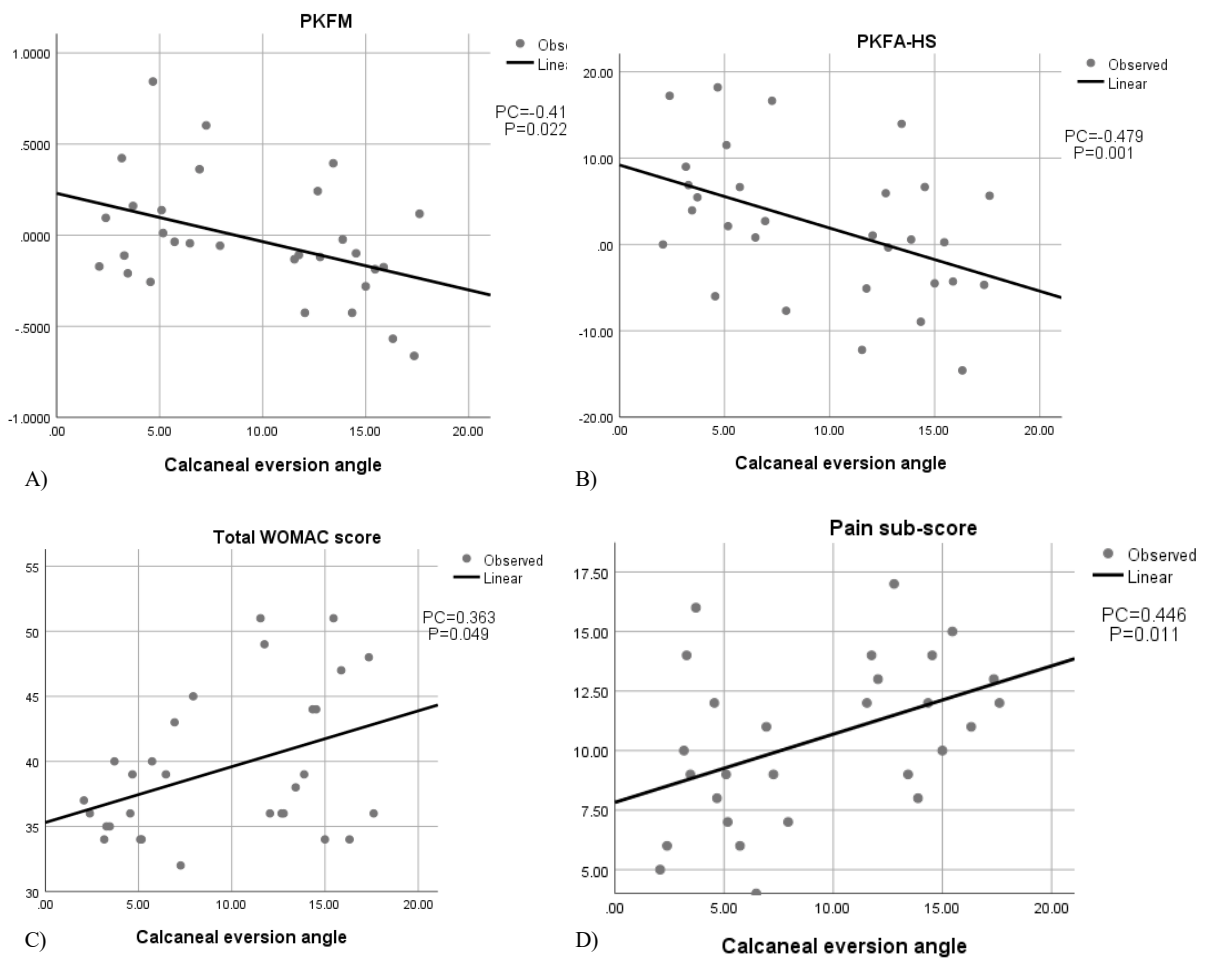 PKFM
1.0000
.5000
.0000
-.5000
-1.0000
.00 5.00 10.00 15.00 20.00
Calcaneal eversion angle
Obs
Line
PC=-0.41
P=0.022
A)
PKFA-HS
20.00
10.00
.00
-10.00
-20.00
.00 5.00 10.00 15.00 20.00
Calcaneal eversion angle
Observed
Linear
PC=-0.479
P=0.001
B)
Total WOMAC score
55
50
45
40
35
30
.00 5.00 10.00 15.00 20.00
Calcaneal eversion angle
Observed
Linear
PC=0.363
P=0.049
C)
Pain sub-score
17.50
15.00
12.50
10.00
7.50
5.00
.00 5.00 10.00 15.00 20.00
Calcaneal eversion angle
Observed
Linear
PC=0.446
P=0.011
D)